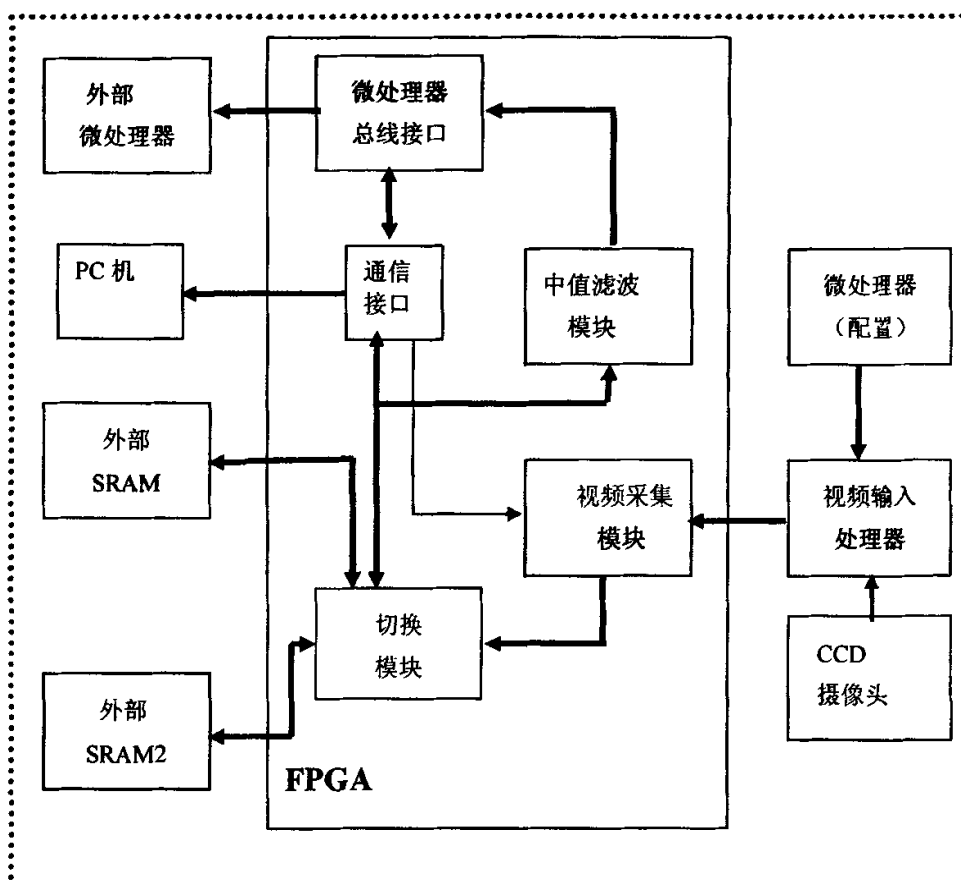 外部
微处理器
微处理器
总线接口
PC 机
通信
接口
中值滤波
模块
微处理器
（配置）
外部
SRAM
视频采集
模块
视频输入
处理器
切换
模块
CCD
摄像头
外部
SRAM2
FPGA